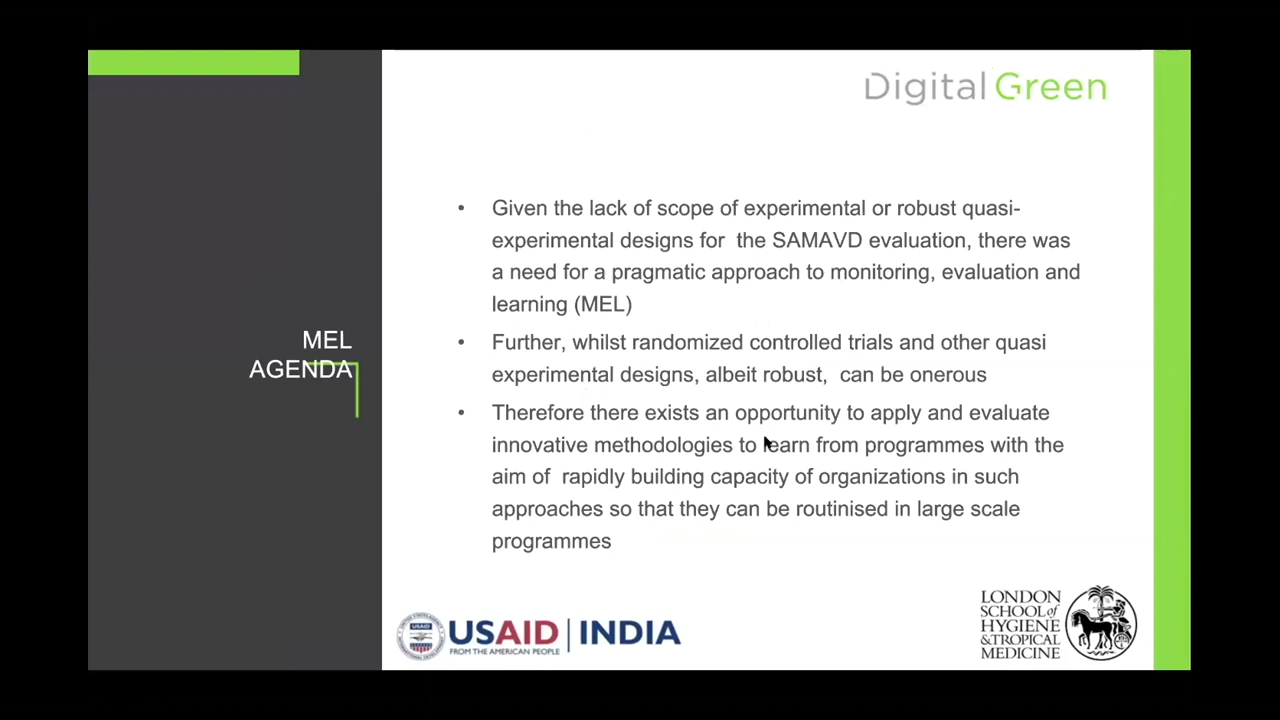 Digital Green
MEL
AGENDA
• Given the lack of scope of experimental or robust quasi-
experimental designs for the SAMAVD evaluation, there was
a need for a pragmatic approach to monitoring, evaluation and
learning (MEL)
• Further, whilst randomized controlled trials and other quasi
experimental designs, albeit robust, can be onerous
• Therefore there exists an opportunity to apply and evaluate
innovative methodologies to learn from programmes with the
aim of rapidly building capacity of organizations in such
approaches so that they can be routinised in large scale
programmes
USAID
USAID | INDIA
FROM THE AMERICAN PEOPLE
LONDON
SCHOOL of
HYGIENE
& TROPICAL
MEDICINE